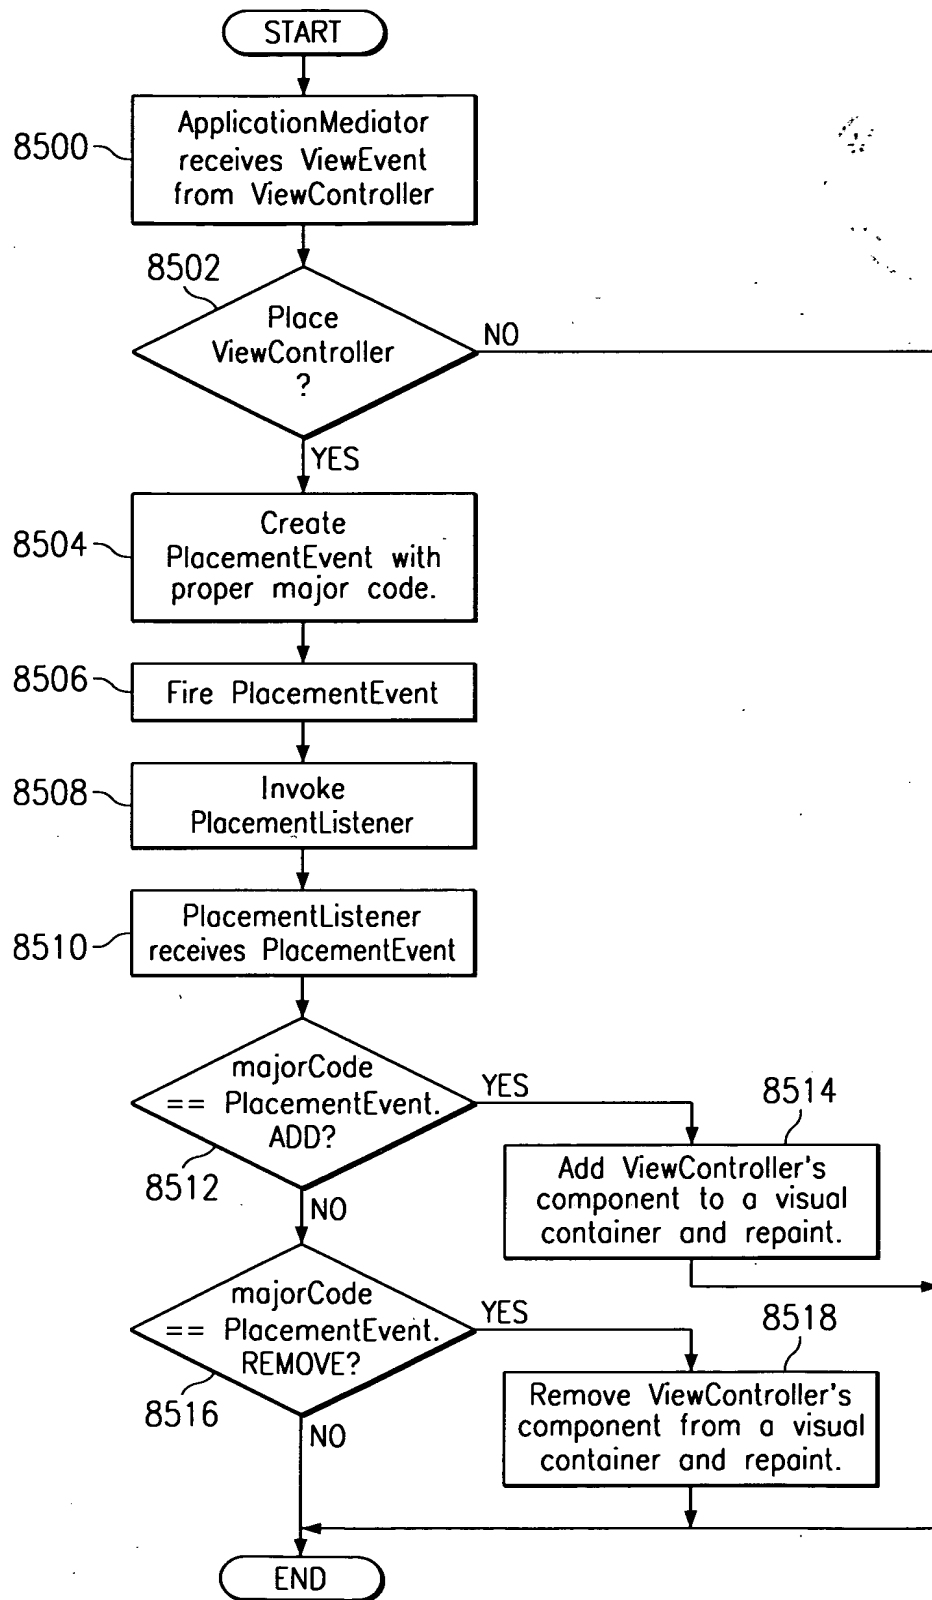 START
8500
ApplicationMediator
receives ViewEvent
from ViewController
8502
Place
ViewController
?
NO
YES
8504
Create
PlacementEvent with
proper major code.
8506
Fire PlacementEvent
8508
Invoke
PlacementListener
8510
PlacementListener
receives PlacementEvent
majorCode
== PlacementEvent.
ADD?
YES
8512
NO
8514
Add ViewController's
component to a visual
container and repaint.
majorCode
== PlacementEvent.
REMOVE?
YES
8516
NO
8518
Remove ViewController's
component from a visual
container and repaint.
END